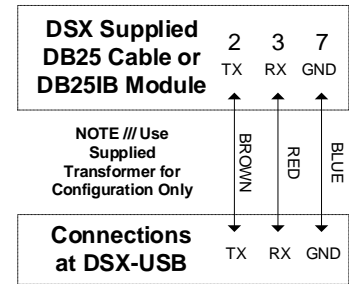 DSX Supplied
DB25 Cable or
DB25IB Module
2 3 7
TX RX GND
NOTE /// Use
Supplied
Transformer for
Configuration Only
BROWN
RED
BLUE
Connections
at DSX-USB
TX RX GND